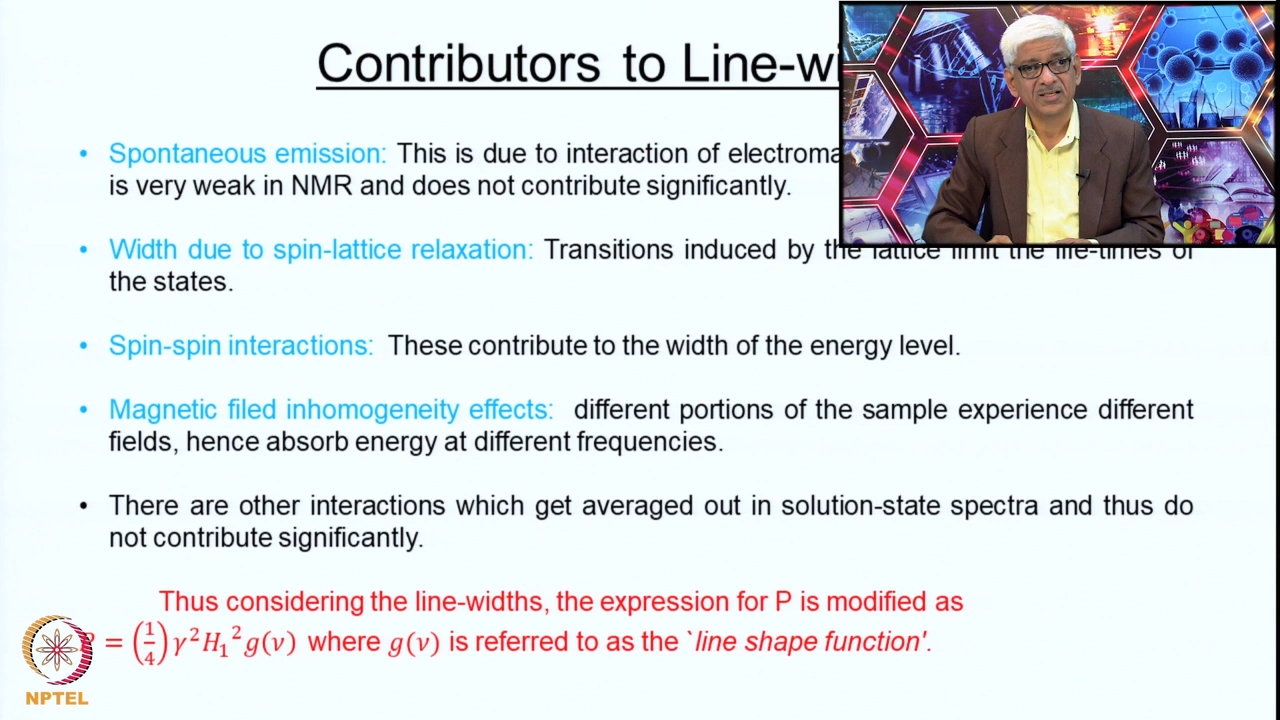 Contributors to Line-wi
• Spontaneous emission: This is due to interaction of electroma
is very weak in NMR and does not contribute significantly.
• Width due to spin-lattice relaxation: Transitions induced by the lattice limit the life-times of
the states.
• Spin-spin interactions: These contribute to the width of the energy level.
• Magnetic filed inhomogeneity effects: different portions of the sample experience different
fields, hence absorb energy at different frequencies.
• There are other interactions which get averaged out in solution-state spectra and thus do
not contribute significantly.
Thus considering the line-widths, the expression for P is modified as
= (1/4) γ²H₁²g(ν) where g(ν) is referred to as the `line shape function'.
NPTEL